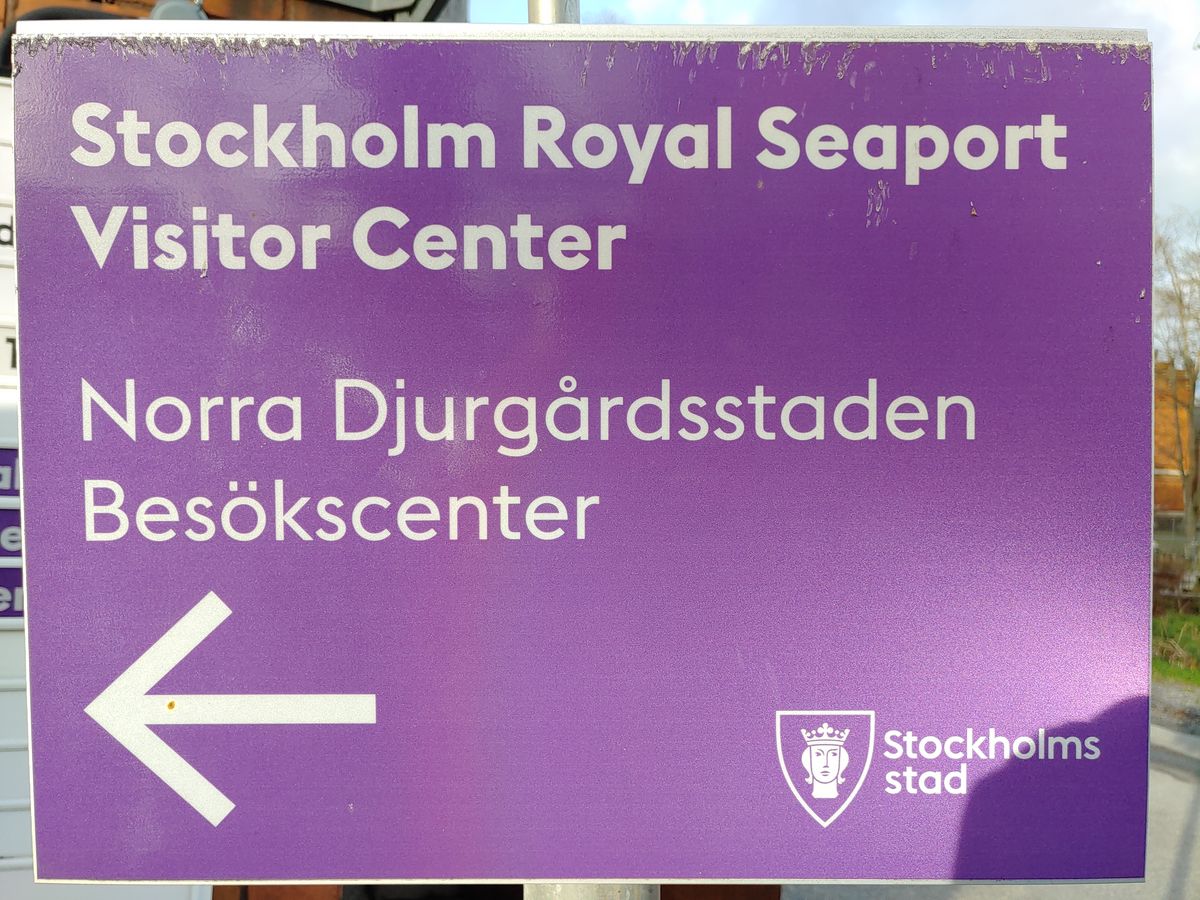 Stockholm Royal Seaport
Visitor Center
Norra Djurgårdsstaden
Besökscenter
Stockholms
stad